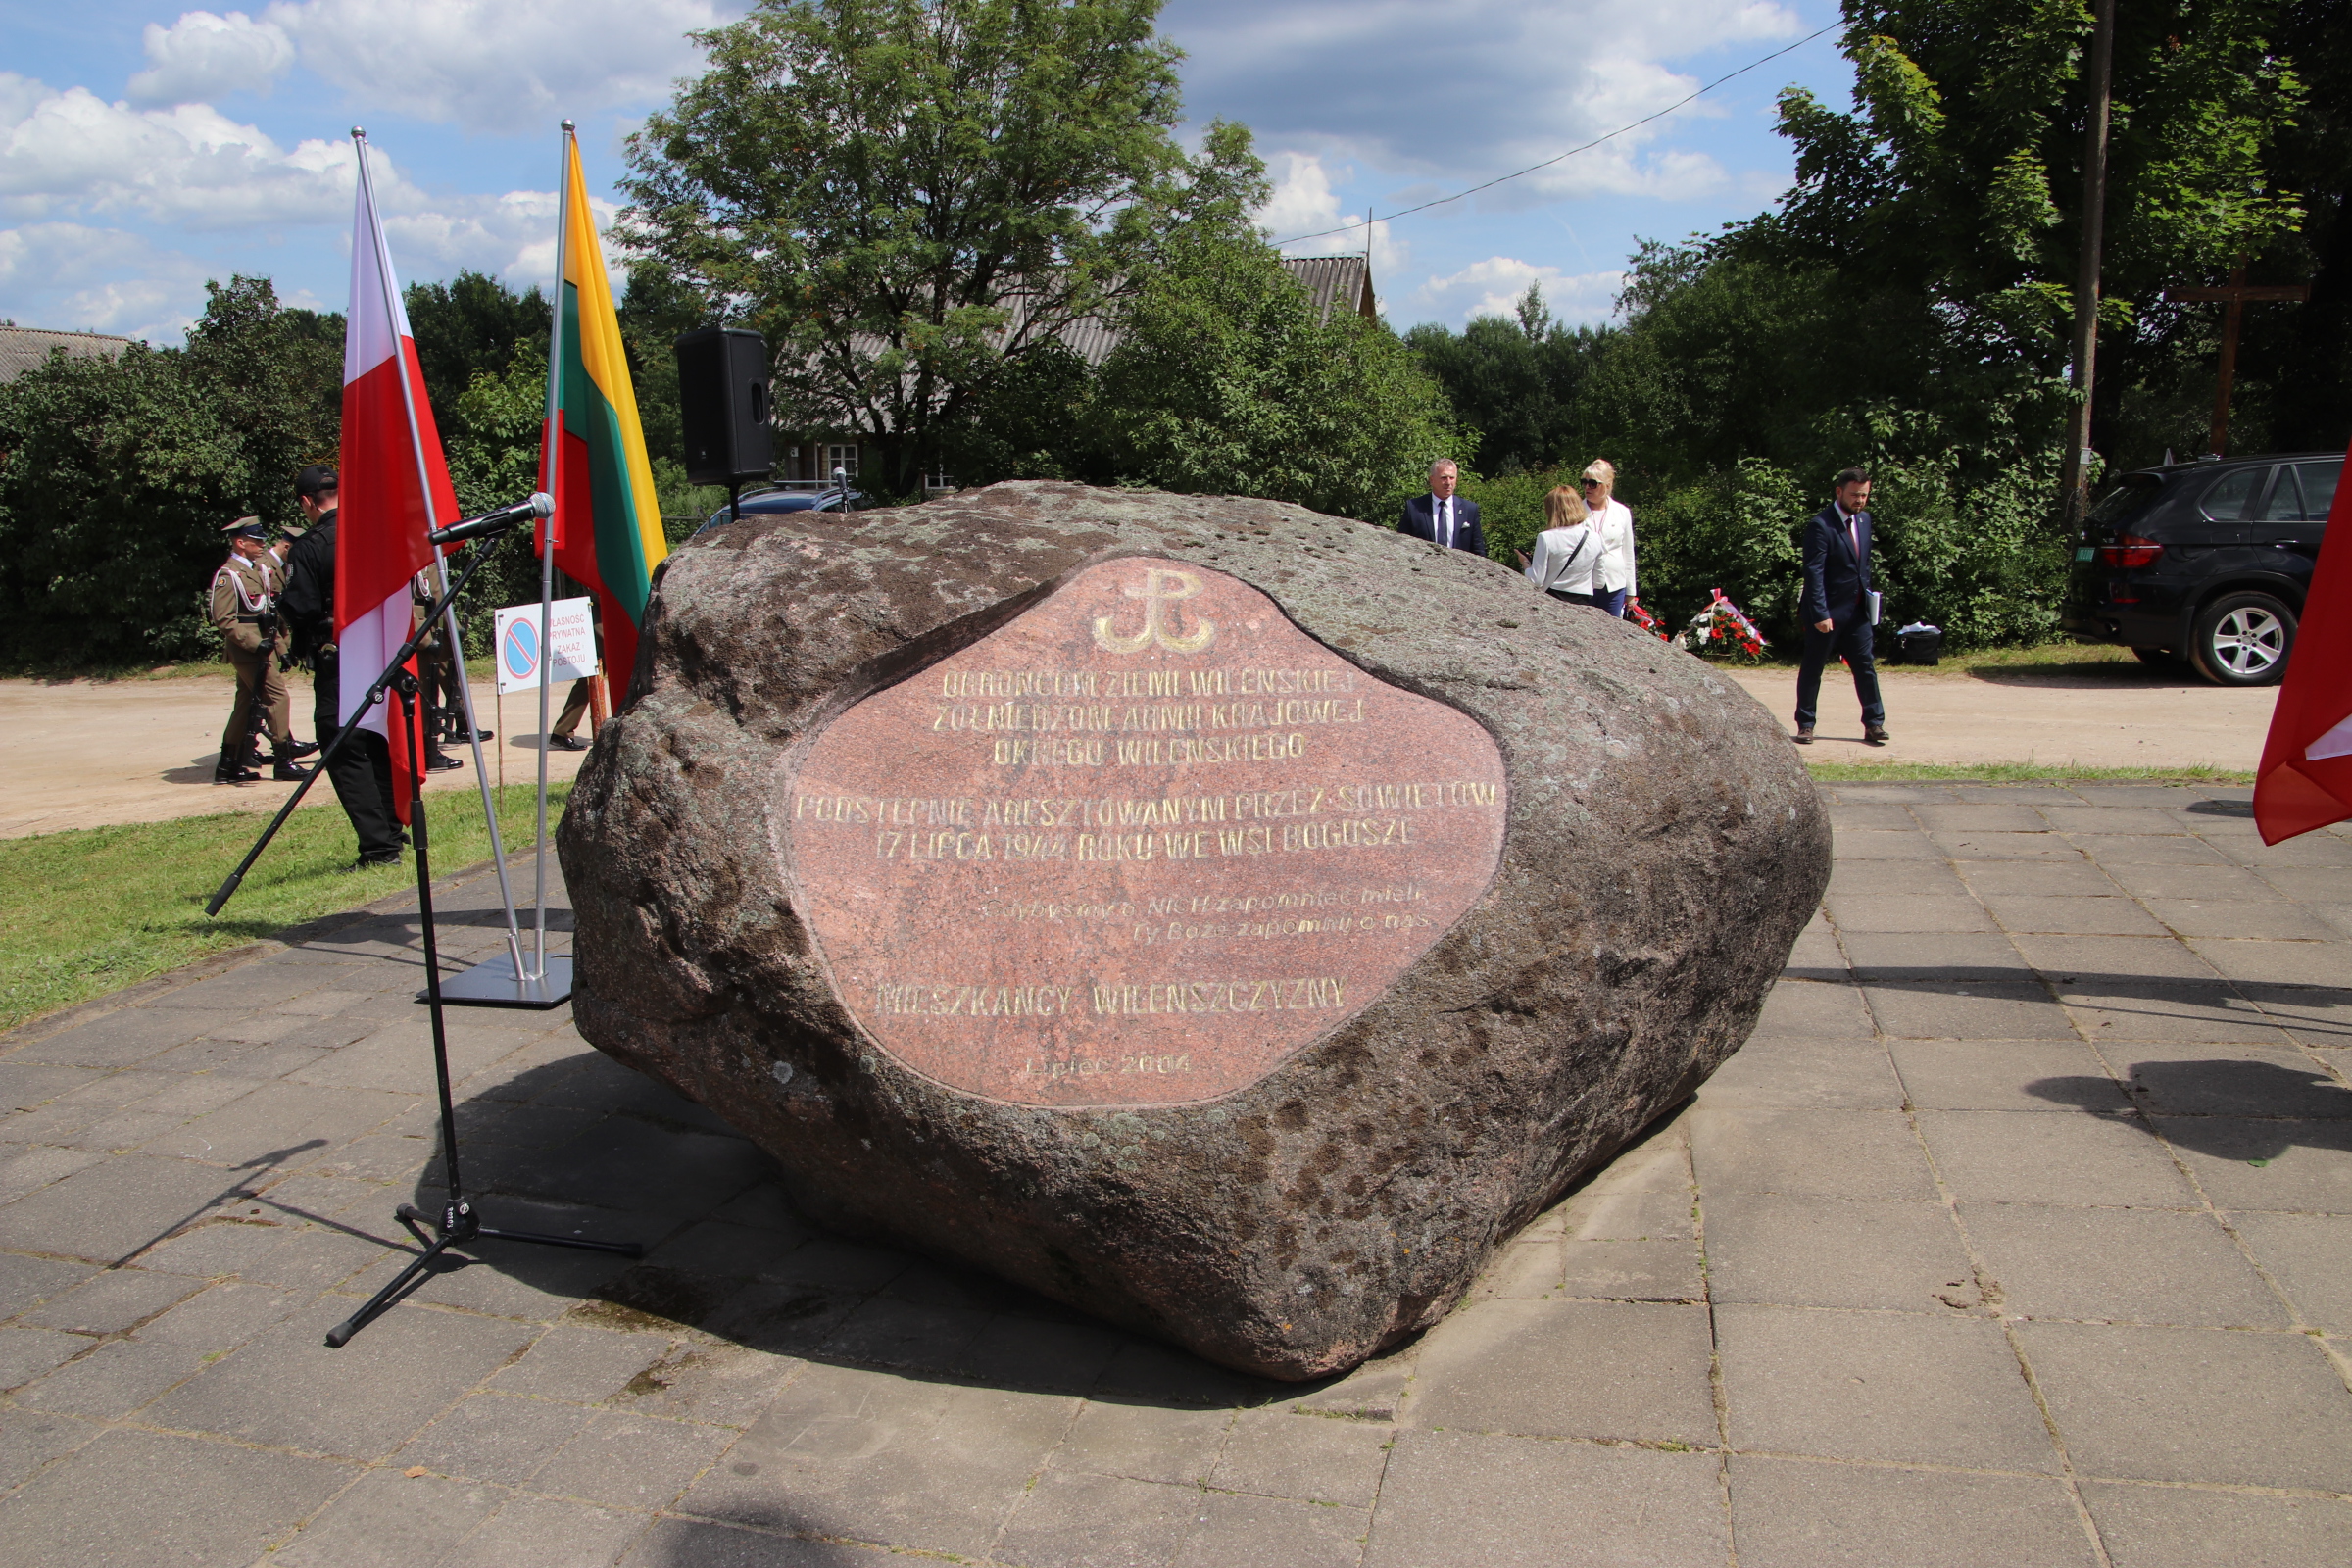 WŁASNOŚĆ
PRYWATNA
ZAKAZ
POSTOJU
OBROŃCOM ZIEMI WILEŃSKIEJ
ŻOŁNIERZOM ARMII KRAJOWEJ
OKRĘGU WILEŃSKIEGO
PODSTĘPNIE ARESZTOWANYM PRZEZ SOWIETÓW
17 LIPCA 1944 ROKU WE WSI BOGUSZE
Gdybyśmy o NICH zapomnieć mieli,
Ty Boże zapomnij o nas
MIESZKAŃCY WILEŃSZCZYZNY
Lipiec 2004